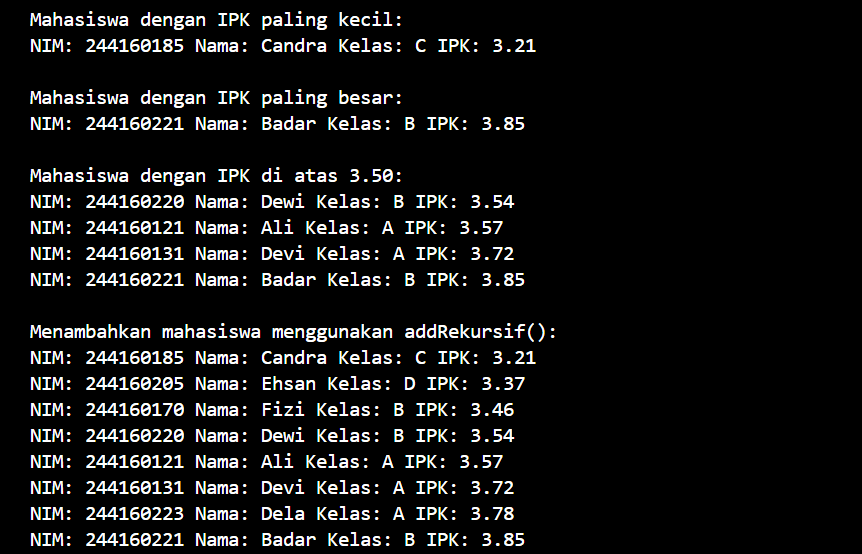 Mahasiswa dengan IPK paling kecil:
NIM: 244160185 Nama: Candra Kelas: C IPK: 3.21
Mahasiswa dengan IPK paling besar:
NIM: 244160221 Nama: Badar Kelas: B IPK: 3.85
Mahasiswa dengan IPK di atas 3.50:
NIM: 244160220 Nama: Dewi Kelas: B IPK: 3.54
NIM: 244160121 Nama: Ali Kelas: A IPK: 3.57
NIM: 244160131 Nama: Devi Kelas: A IPK: 3.72
NIM: 244160221 Nama: Badar Kelas: B IPK: 3.85
Menambahkan mahasiswa menggunakan addRekursif():
NIM: 244160185 Nama: Candra Kelas: C IPK: 3.21
NIM: 244160205 Nama: Ehsan Kelas: D IPK: 3.37
NIM: 244160170 Nama: Fizi Kelas: B IPK: 3.46
NIM: 244160220 Nama: Dewi Kelas: B IPK: 3.54
NIM: 244160121 Nama: Ali Kelas: A IPK: 3.57
NIM: 244160131 Nama: Devi Kelas: A IPK: 3.72
NIM: 244160223 Nama: Dela Kelas: A IPK: 3.78
NIM: 244160221 Nama: Badar Kelas: B IPK: 3.85